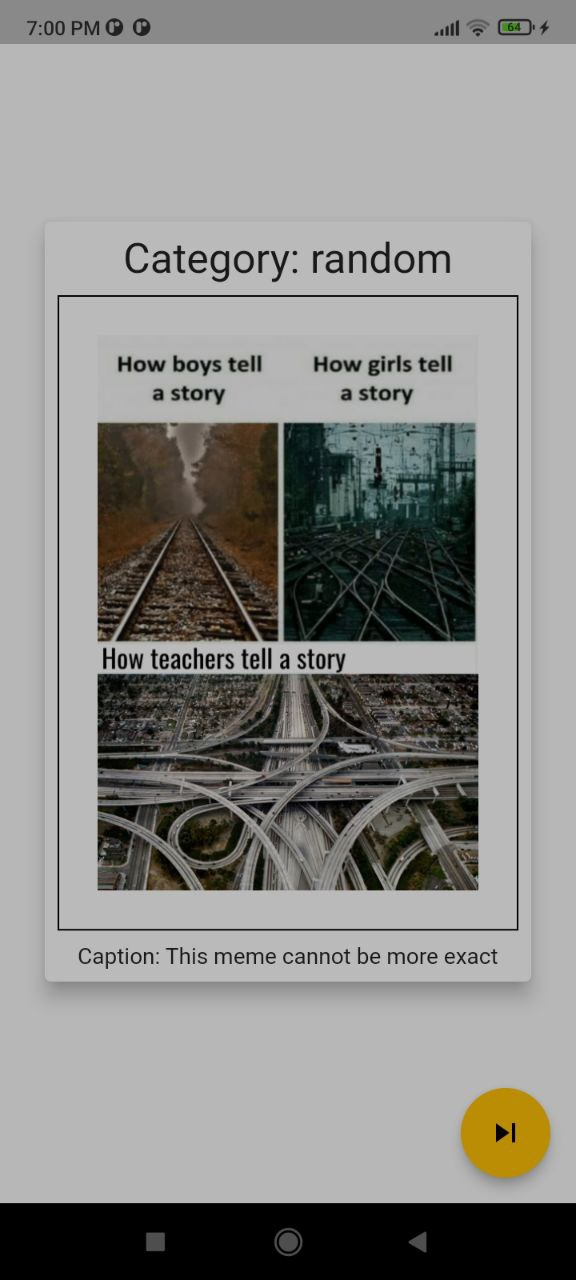 7:00 PM
64
Category: random
How boys tell
a story
How girls tell
a story
How teachers tell a story
Caption: This meme cannot be more exact